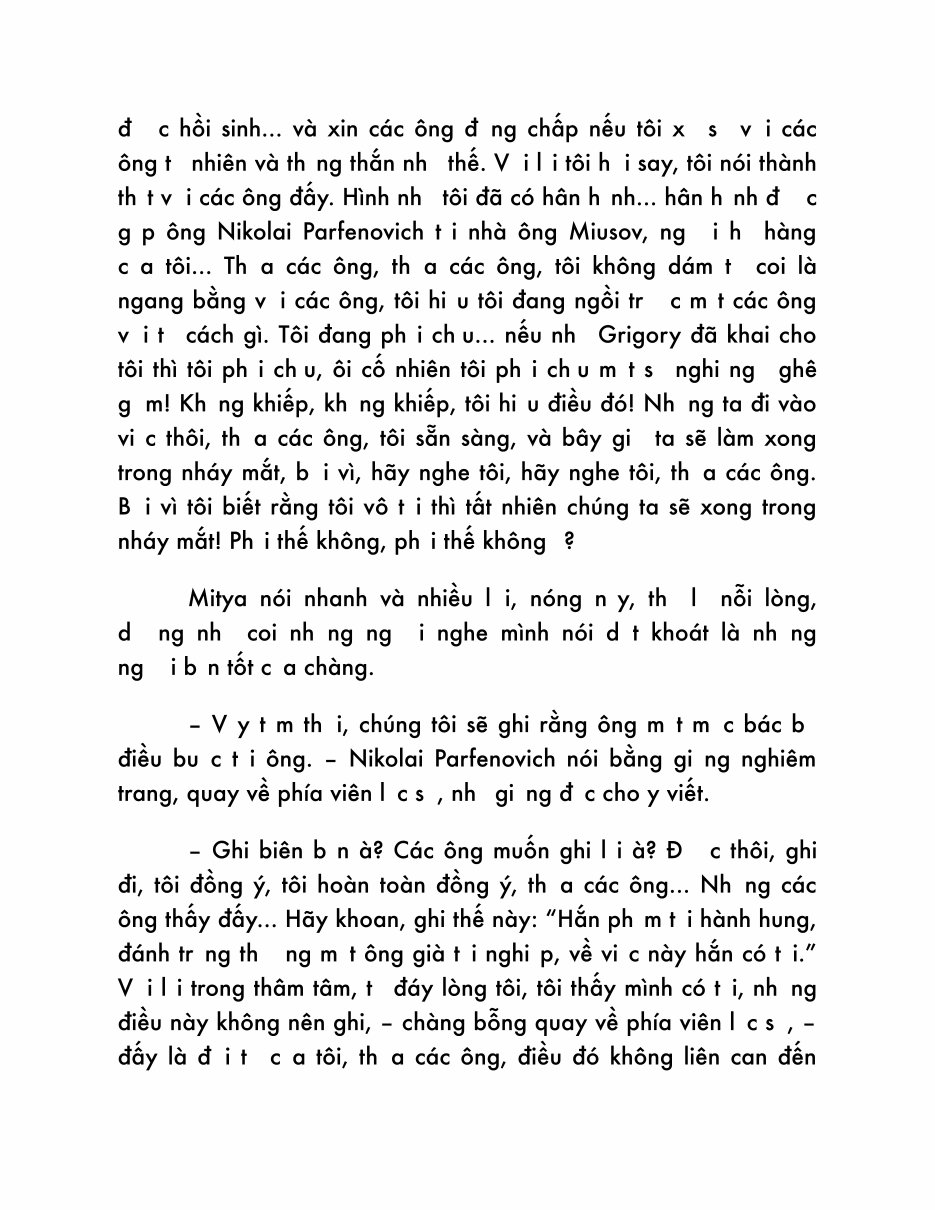 đ c hồi sinh... và xin các ông đ ng chấp nếu tôi x s v i các
ông t nhiên và th ng thắn nh thế. V i l i tôi h i say, tôi nói thành
th t v i các ông đấy. Hình nh tôi đã có hân h nh... hân h nh đ c
g p ông Nikolai Parfenovich t i nhà ông Miusov, ng i h hàng
c a tôi... Th a các ông, th a các ông, tôi không dám t coi là
ngang bằng v i các ông, tôi hi u tôi đang ngồi tr c m t các ông
v i t cách gì. Tôi đang ph i ch u... nếu nh Grigory đã khai cho
tôi thì tôi ph i ch u, ôi cố nhiên tôi ph i ch u m t s nghi ng ghê
g m! Kh ng khiếp, kh ng khiếp, tôi hi u điều đó! Nh ng ta đi vào
vi c thôi, th a các ông, tôi sẵn sàng, và bây gi ta sẽ làm xong
trong nháy mắt, b i vì, hãy nghe tôi, hãy nghe tôi, th a các ông.
B i vì tôi biết rằng tôi vô t i thì tất nhiên chúng ta sẽ xong trong
nháy mắt! Ph i thế không, ph i thế không ?
Mitya nói nhanh và nhiều l i, nóng n y, th l nỗi lòng,
d ng nh coi nh ng ng i nghe mình nói d t khoát là nh ng
ng i b n tốt c a chàng.
– V y t m th i, chúng tôi sẽ ghi rằng ông m t m c bác b
điều bu c t i ông. – Nikolai Parfenovich nói bằng gi ng nghiêm
trang, quay về phía viên l c s , nh gi ng đ c cho y viết.
– Ghi biên b n à? Các ông muốn ghi l i à? Đ c thôi, ghi
đi, tôi đồng ý, tôi hoàn toàn đồng ý, th a các ông... Nh ng các
ông thấy đấy... Hãy khoan, ghi thế này: “Hắn ph m t i hành hung,
đánh tr ng th ng m t ông già t i nghi p, về vi c này hắn có t i.”
V i l i trong thâm tâm, t đáy lòng tôi, tôi thấy mình có t i, nh ng
điều này không nên ghi, – chàng bỗng quay về phía viên l c s , –
đấy là đ i t c a tôi, th a các ông, điều đó không liên can đến